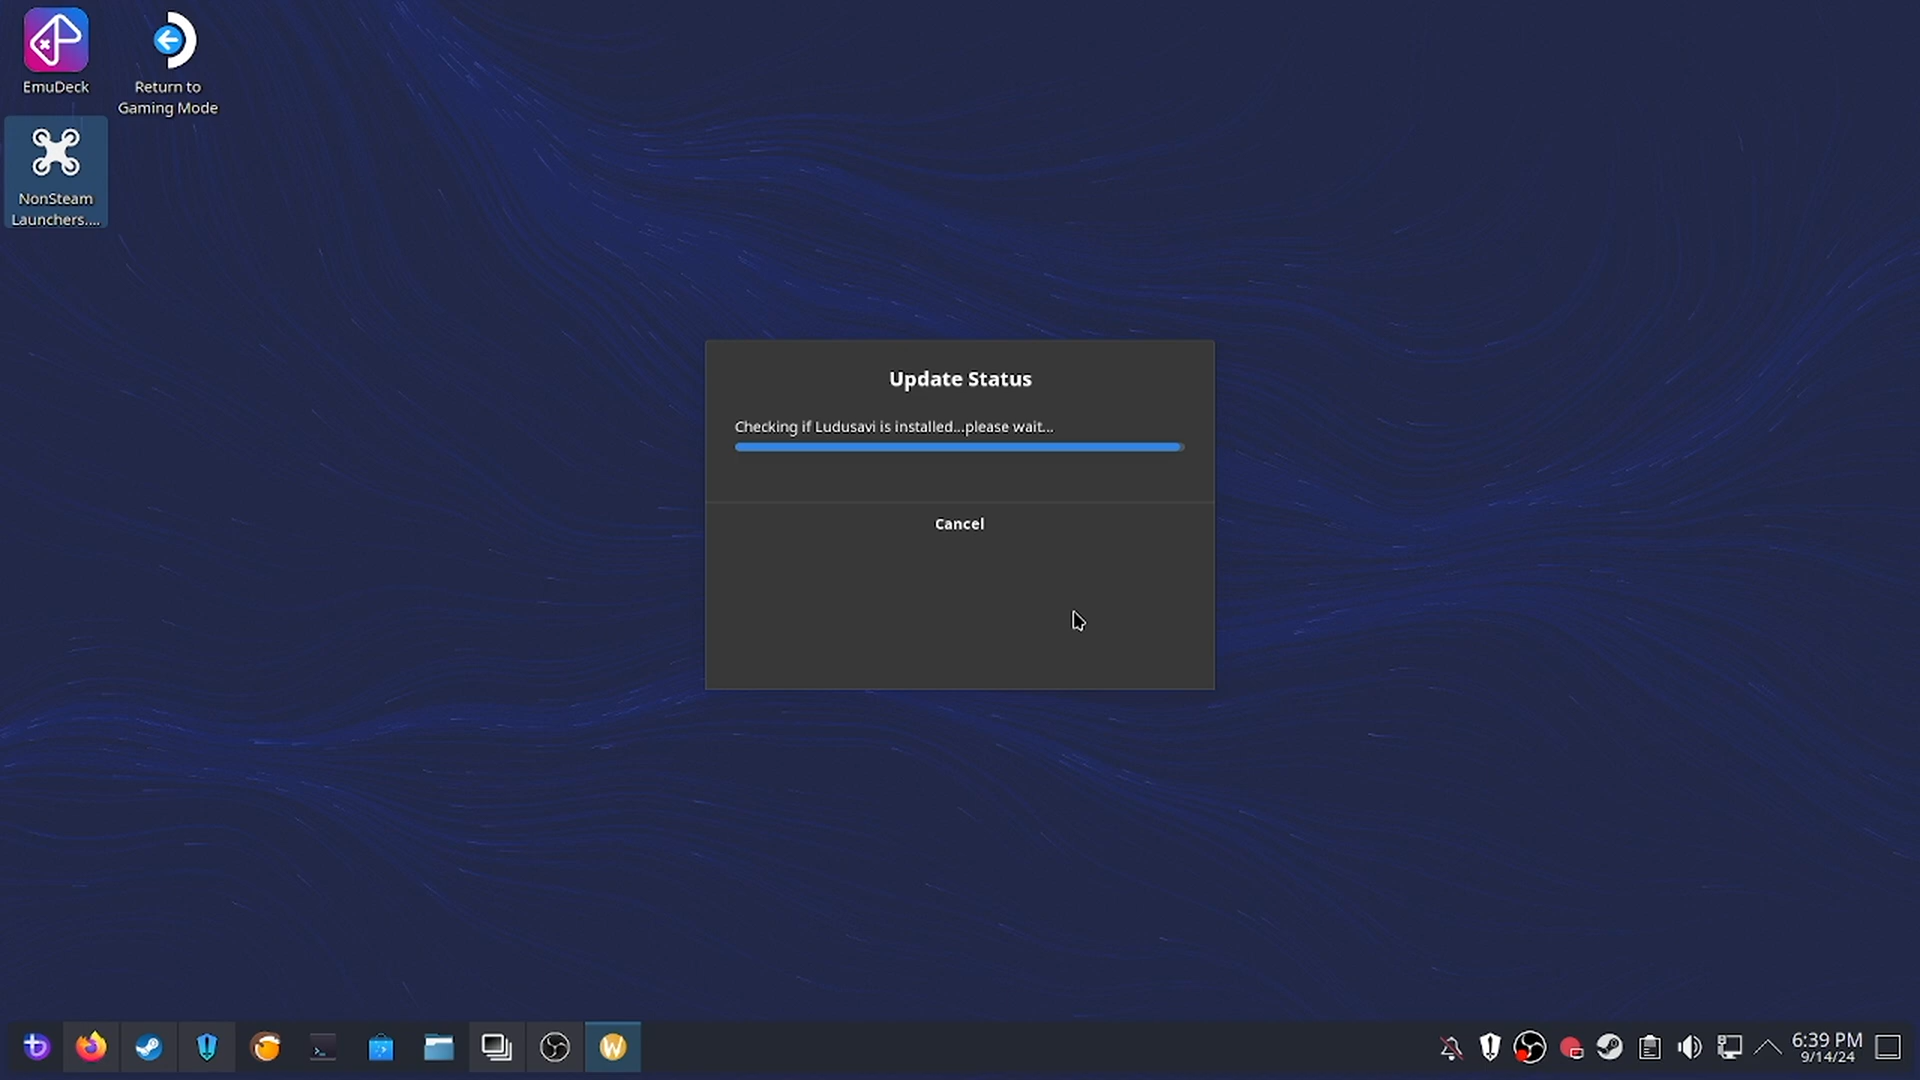 EmuDeck
Return to
Gaming Mode
NonSteam
Launchers....
Update Status
Checking if Ludusavi is installed...please wait...
Cancel
6:39 PM
9/14/24